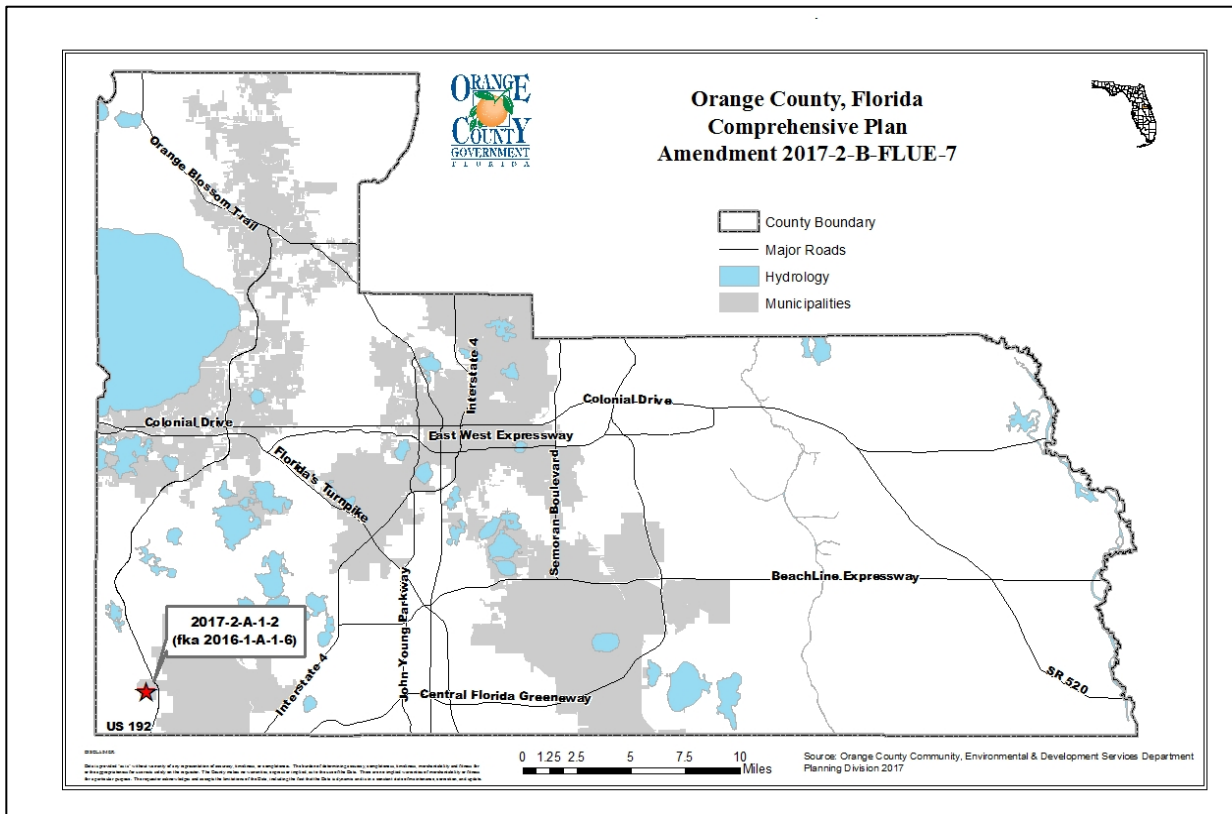 ORANGE
COUNTY
GOVERNMENT
FLORIDA
Orange County, Florida
Comprehensive Plan
Amendment 2017-2-B-FLUE-7
County Boundary
Major Roads
Hydrology
Municipalities
Orange Blossom Trail
Interstate 4
Colonial Drive
Colonial Drive
East West Expressway
Florida's Turnpike
Semoran Boulevard
BeachLine Expressway
John Young Parkway
2017-2-A-1-2
(fka 2016-1-A-1-6)
Interstate 4
Central Florida Greeneway
SR 520
US 192
0 1.25 2.5 5 7.5 10
Miles
Source: Orange County Community, Environmental & Development Services Department
Planning Division 2017